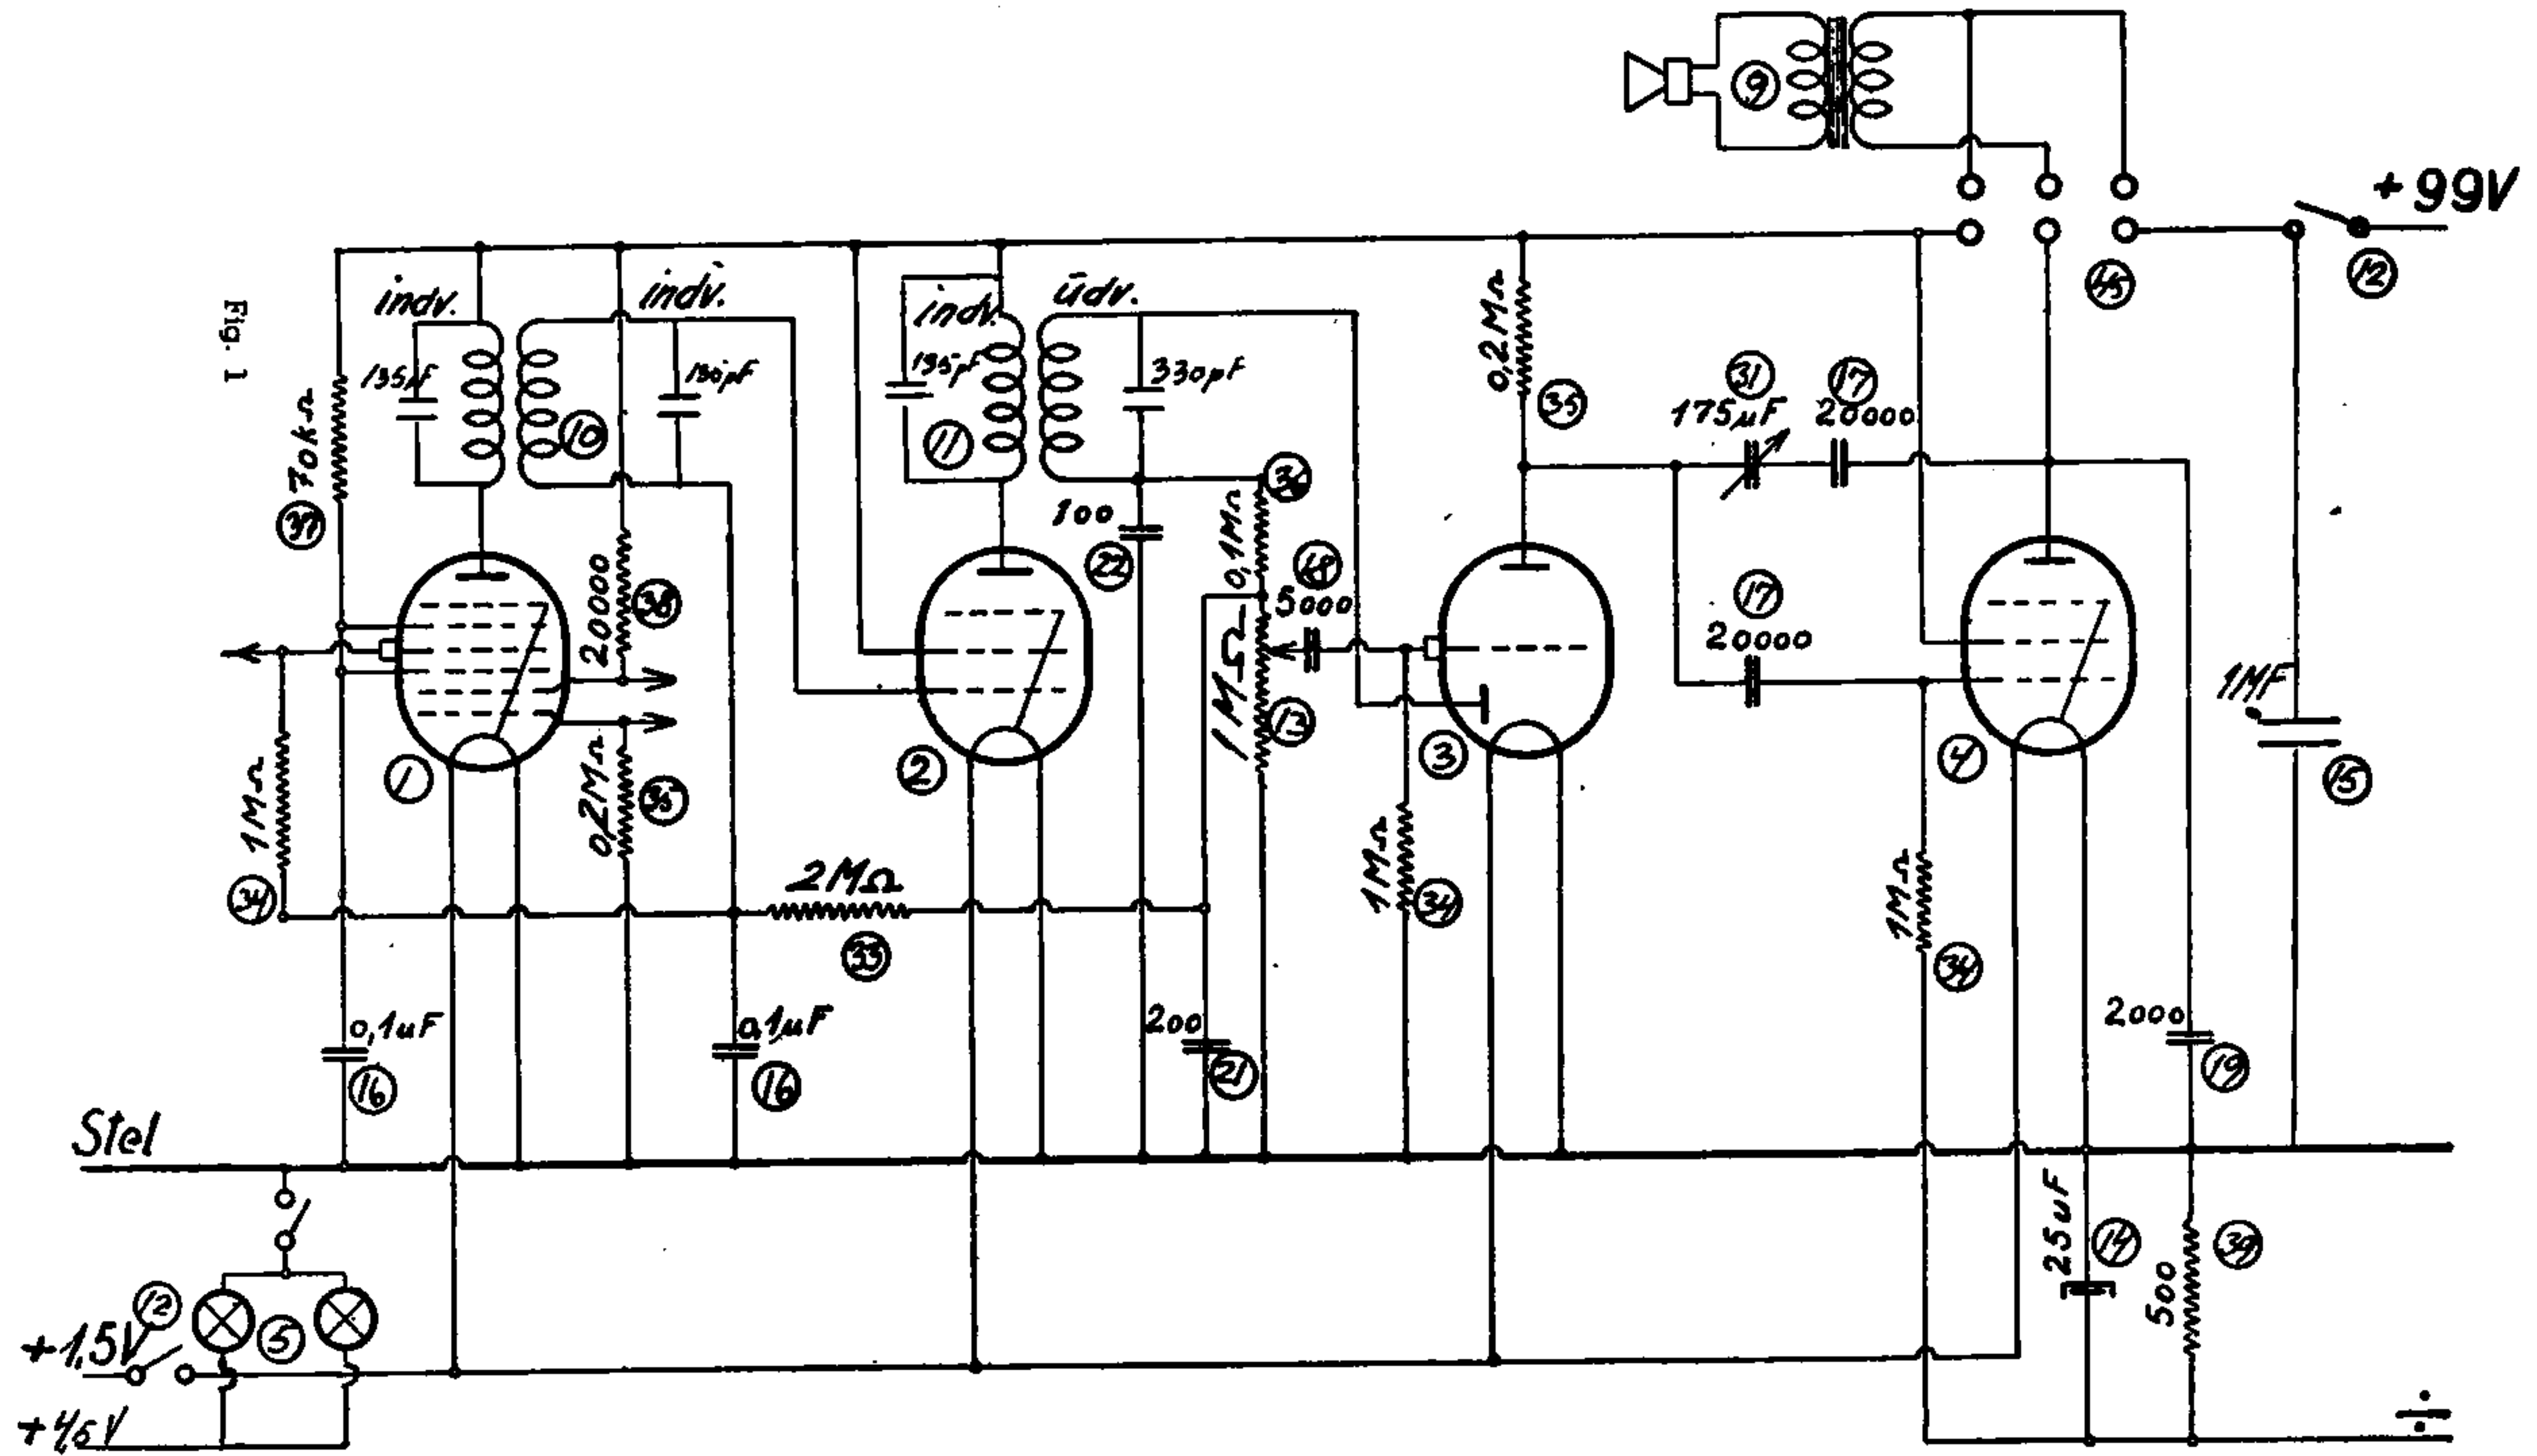 9
+99V
45
12
Fig. 1
indv.
indv.
indv.
udv.
135pF
10
130pF
135pF
11
330pF
70kΩ
37
0,2MΩ
35
31
175µF
17
20000
36
0,1MΩ
100
22
48
5000
20000
38
17
20000
1MΩ
13
1MF
15
1
2
3
4
0,2MΩ
35
1MΩ
34
2MΩ
33
1MΩ
34
1MΩ
34
0,1uF
16
0,1µF
16
200
21
2000
19
Stel
25uF
14
500
39
12
5
+1,5V
+4,5V
÷